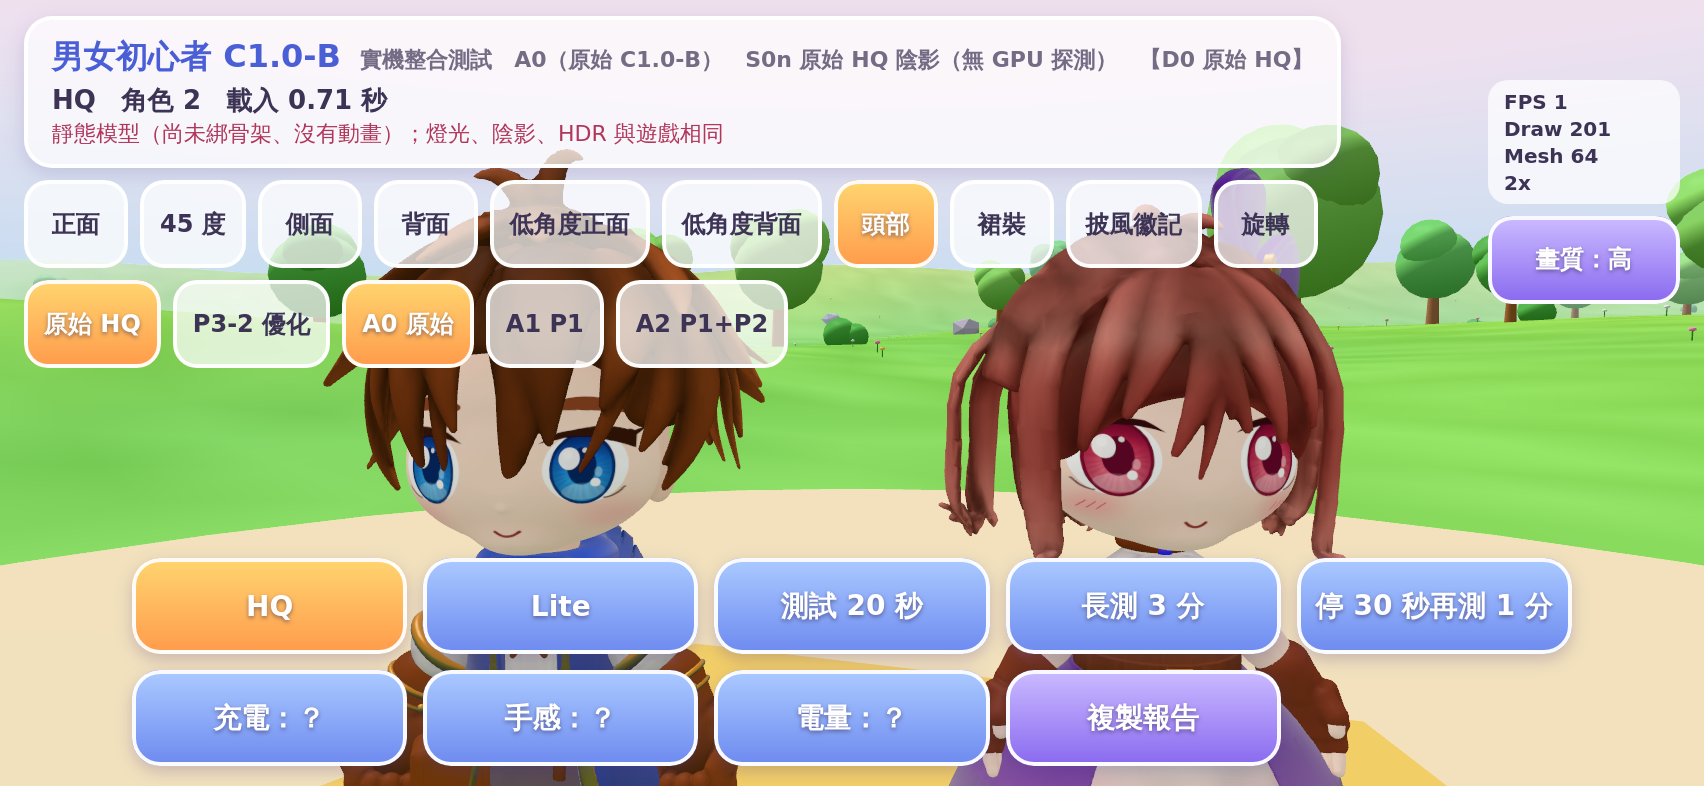 男女初心者 C1.0-B 實機整合測試 A0（原始 C1.0-B） S0n 原始 HQ 陰影（無 GPU 探測） 【D0 原始 HQ】
HQ 角色 2 載入 0.71 秒
靜態模型（尚未綁骨架、沒有動畫）；燈光、陰影、HDR 與遊戲相同
FPS 1
Draw 201
Mesh 64
2x
正面 45 度 側面 背面 低角度正面 低角度背面 頭部 裙裝 披風徽記 旋轉
畫質：高
原始 HQ P3-2 優化 A0 原始 A1 P1 A2 P1+P2
HQ Lite 測試 20 秒 長測 3 分 停 30 秒再測 1 分
充電：？ 手感：？ 電量：？ 複製報告